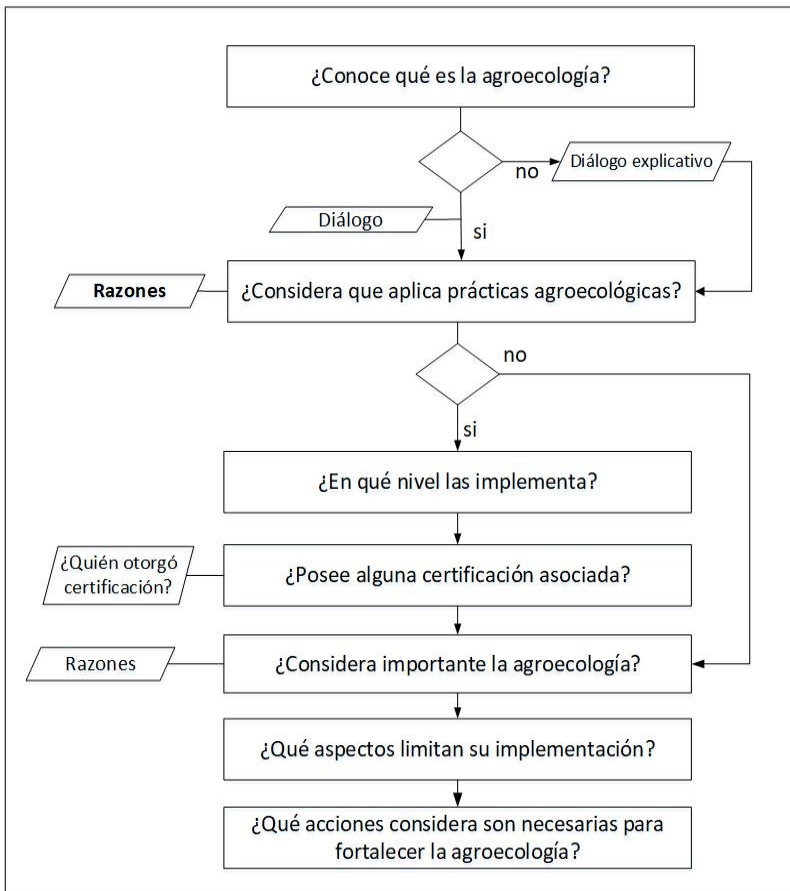 ¿Conoce qué es la agroecología?
no
Diálogo explicativo
Diálogo
si
Razones
¿Considera que aplica prácticas agroecológicas?
no
si
¿En qué nivel las implementa?
¿Quién otorgó
certificación?
¿Posee alguna certificación asociada?
Razones
¿Considera importante la agroecología?
¿Qué aspectos limitan su implementación?
¿Qué acciones considera son necesarias para
fortalecer la agroecología?